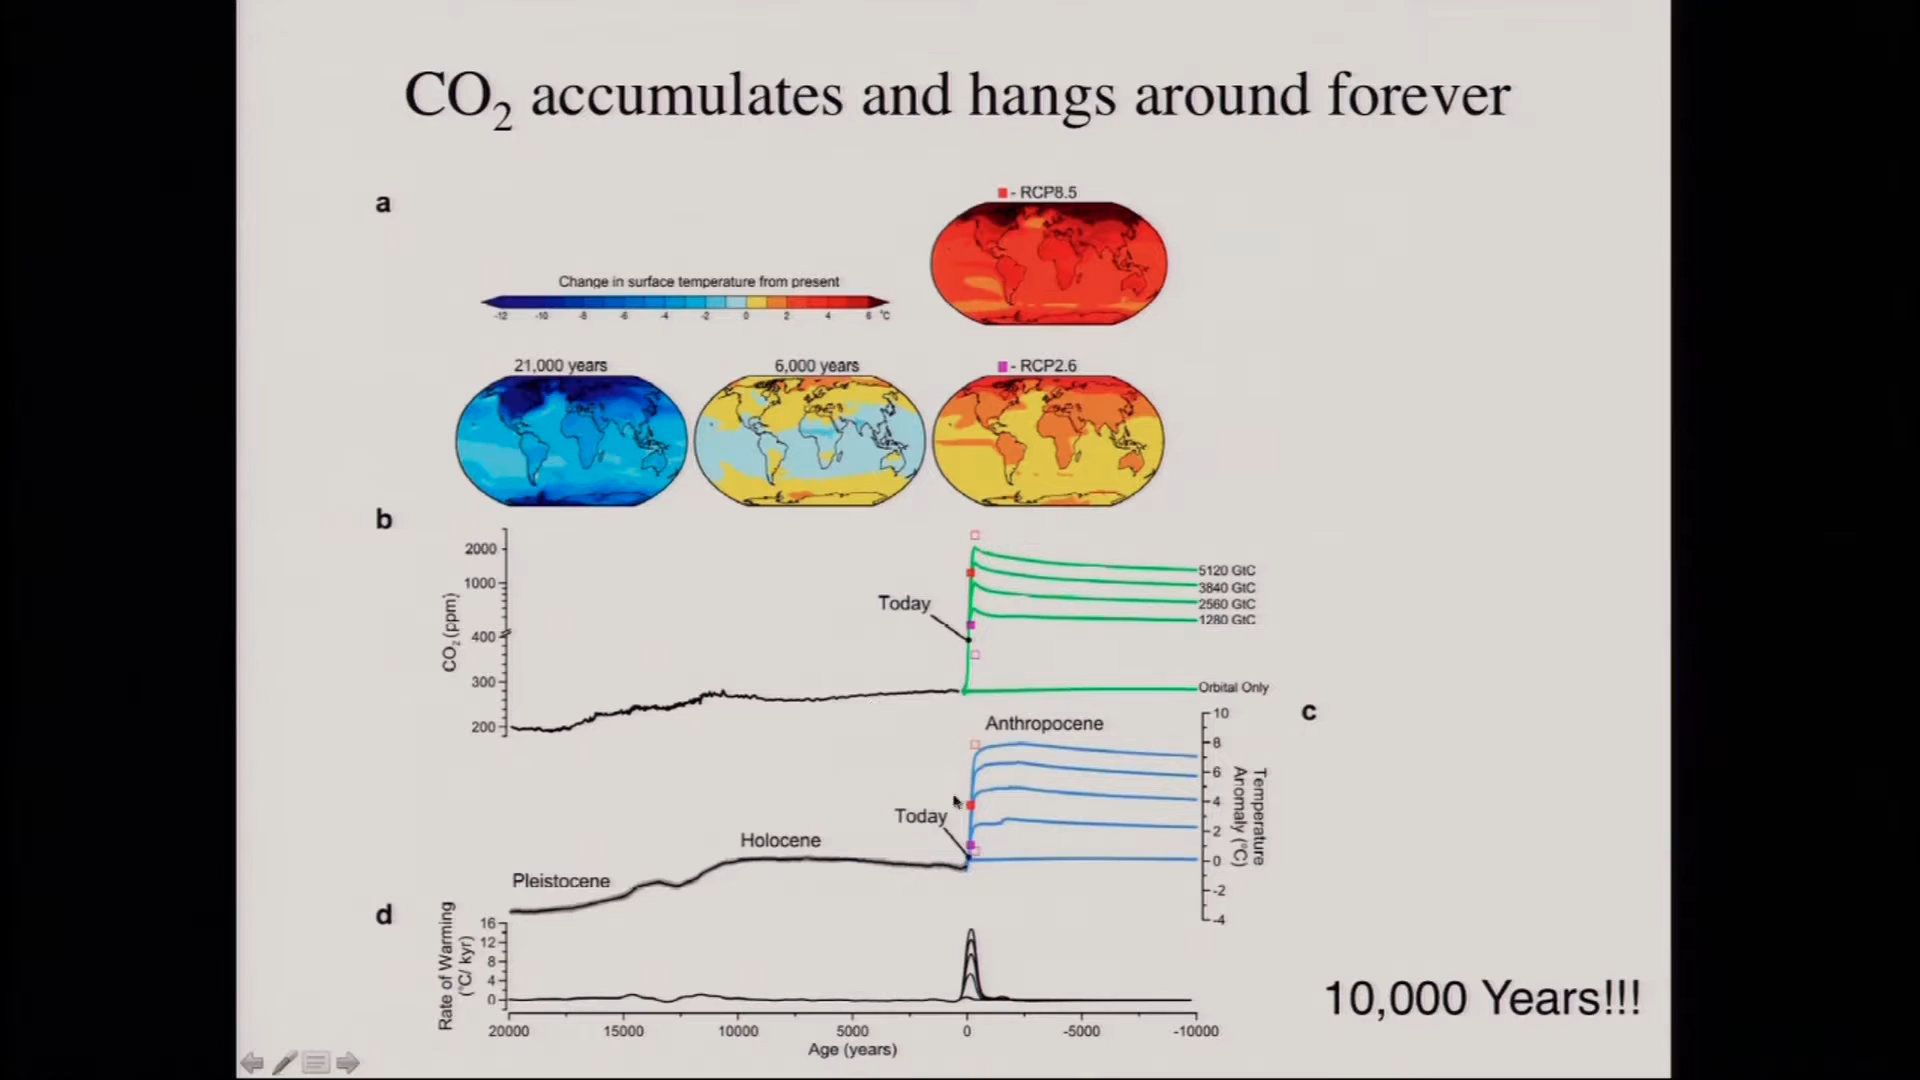 CO2 accumulates and hangs around forever
a
- RCP8.5
Change in surface temperature from present
-12 -10 -8 -6 -4 -2 0 2 4 6 °C
21,000 years
6,000 years
- RCP2.6
b
2000
1000
400
300
200
CO2 (ppm)
Today
5120 GtC
3840 GtC
2560 GtC
1280 GtC
Orbital Only
c
Anthropocene
10
8
6
4
2
0
-2
-4
Temperature
Anomaly (°C)
Today
Holocene
Pleistocene
d
16
12
8
4
0
Rate of Warming
(°C/ kyr)
20000 15000 10000 5000 0 -5000 -10000
Age (years)
10,000 Years!!!